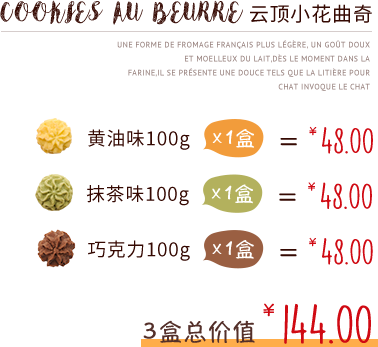 COOKIES AU BEURRE 云顶小花曲奇
UNE FORME DE FROMAGE FRANÇAIS PLUS LÉGÈRE, UN GOÛT DOUX
ET MOELLEUX DU LAIT,DÈS LE MOMENT DANS LA
FARINE,IL SE PRÉSENTE UNE DOUCE TELS QUE LA LITIÈRE POUR
CHAT INVOQUE LE CHAT
黄油味100g x1盒 = ¥48.00
抹茶味100g x1盒 = ¥48.00
巧克力100g x1盒 = ¥48.00
3盒总价值 ¥144.00